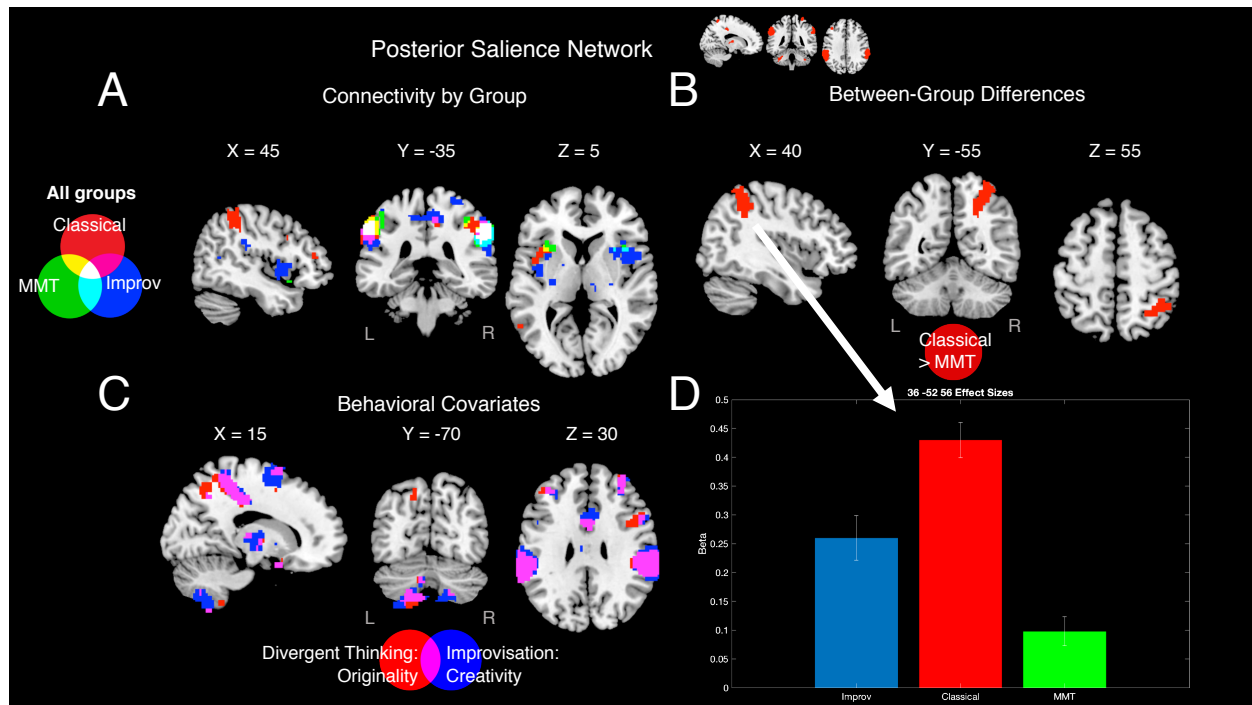 Posterior Salience Network
A
Connectivity by Group
X = 45
Y = -35
Z = 5
All groups
Classical
MMT
Improv
L
R
B
Between-Group Differences
X = 40
Y = -55
Z = 55
L
R
Classical
> MMT
C
Behavioral Covariates
X = 15
Y = -70
Z = 30
L
R
Divergent Thinking:
Originality
Improvisation:
Creativity
D
36 -52 56 Effect Sizes
0.5
0.45
0.4
0.35
0.3
0.25
0.2
0.15
0.1
0.05
0
Beta
Improv
Classical
MMT